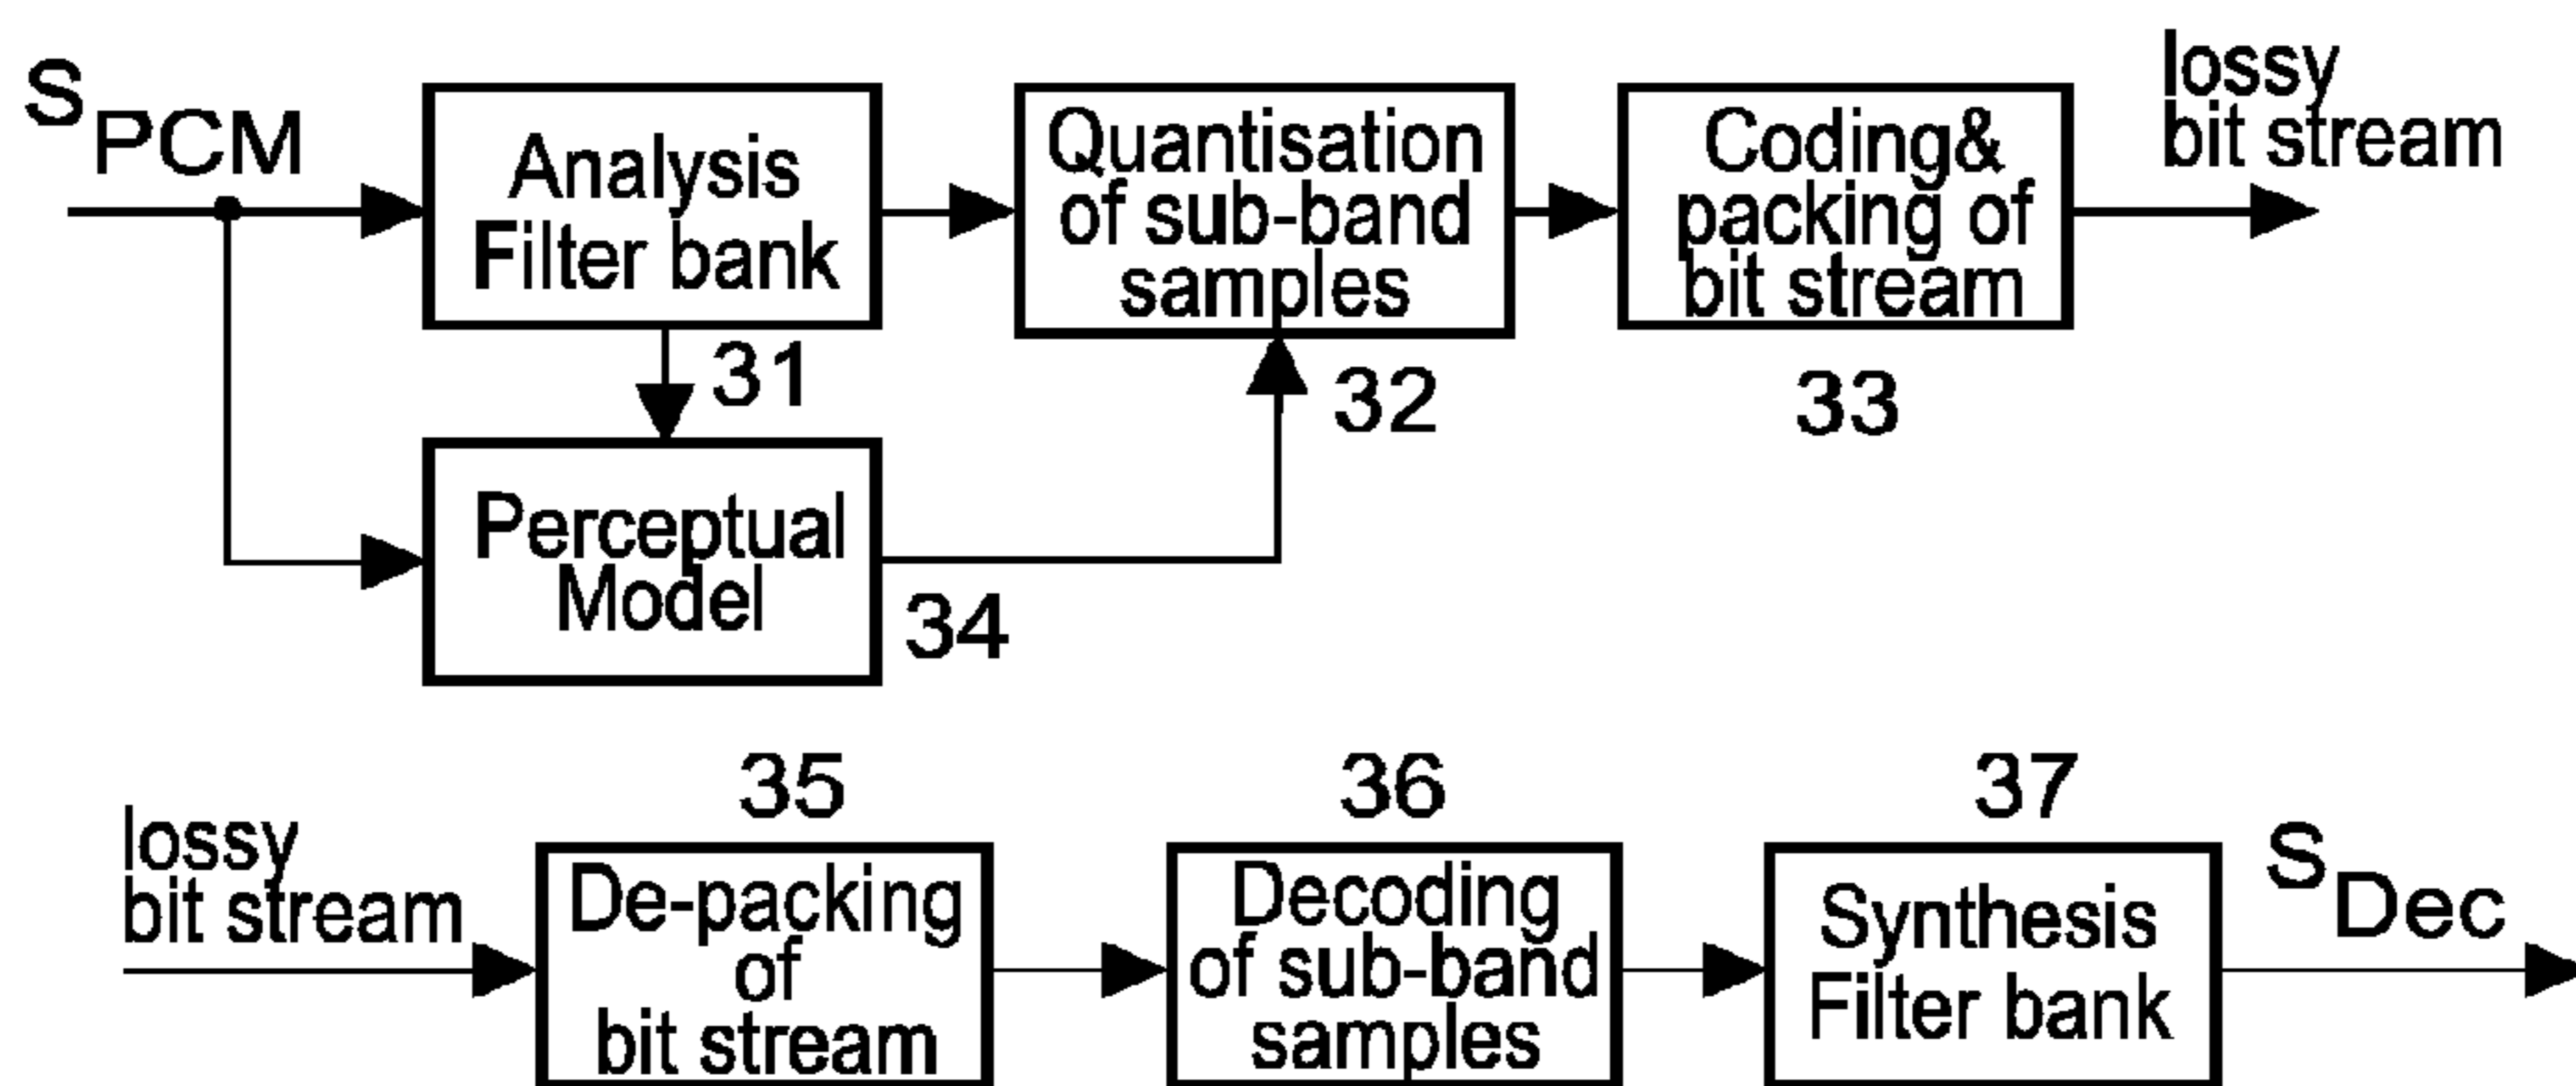 S PCM
Analysis
Filter bank
31
Quantisation
of sub-band
samples
32
Coding&
packing of
bit stream
33
lossy
bit stream
Perceptual
Model
34
lossy
bit stream
35
De-packing
of
bit stream
36
Decoding
of sub-band
samples
37
Synthesis
Filter bank
S Dec